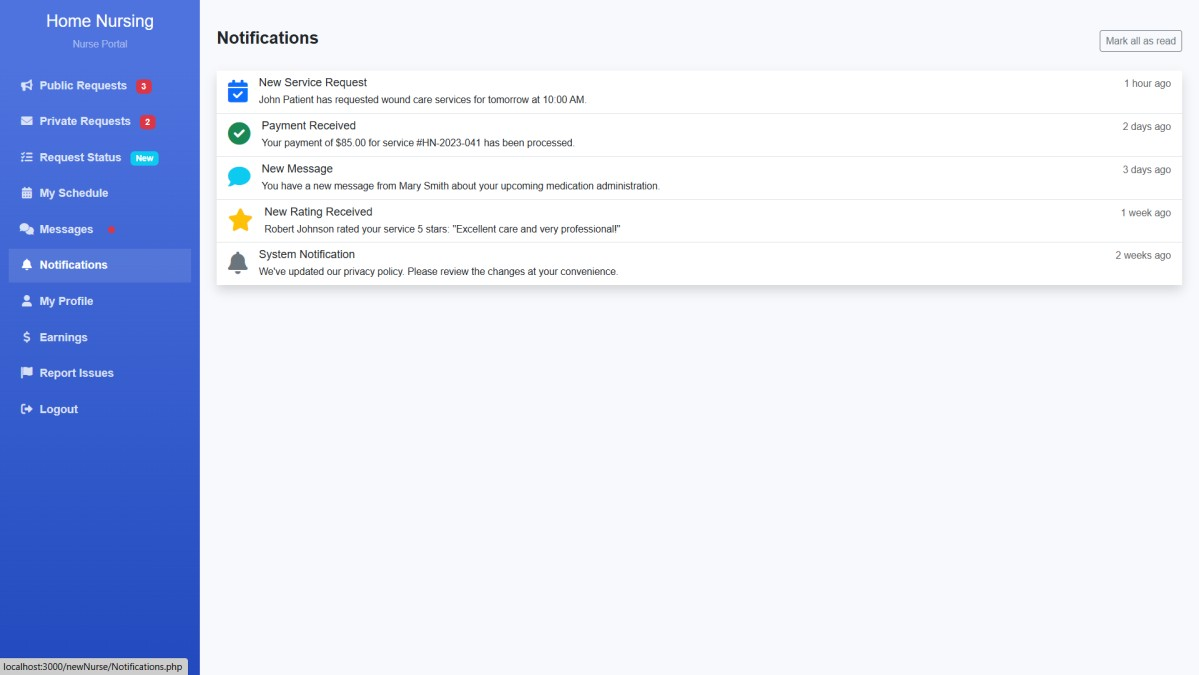 Home Nursing
Nurse Portal
Public Requests 3
Private Requests 2
Request Status New
My Schedule
Messages
Notifications
My Profile
Earnings
Report Issues
Logout
Notifications
Mark all as read
New Service Request 1 hour ago
John Patient has requested wound care services for tomorrow at 10:00 AM.
Payment Received 2 days ago
Your payment of $85.00 for service #HN-2023-041 has been processed.
New Message 3 days ago
You have a new message from Mary Smith about your upcoming medication administration.
New Rating Received 1 week ago
Robert Johnson rated your service 5 stars: "Excellent care and very professional!"
System Notification 2 weeks ago
We've updated our privacy policy. Please review the changes at your convenience.
localhost:3000/newNurse/Notifications.php